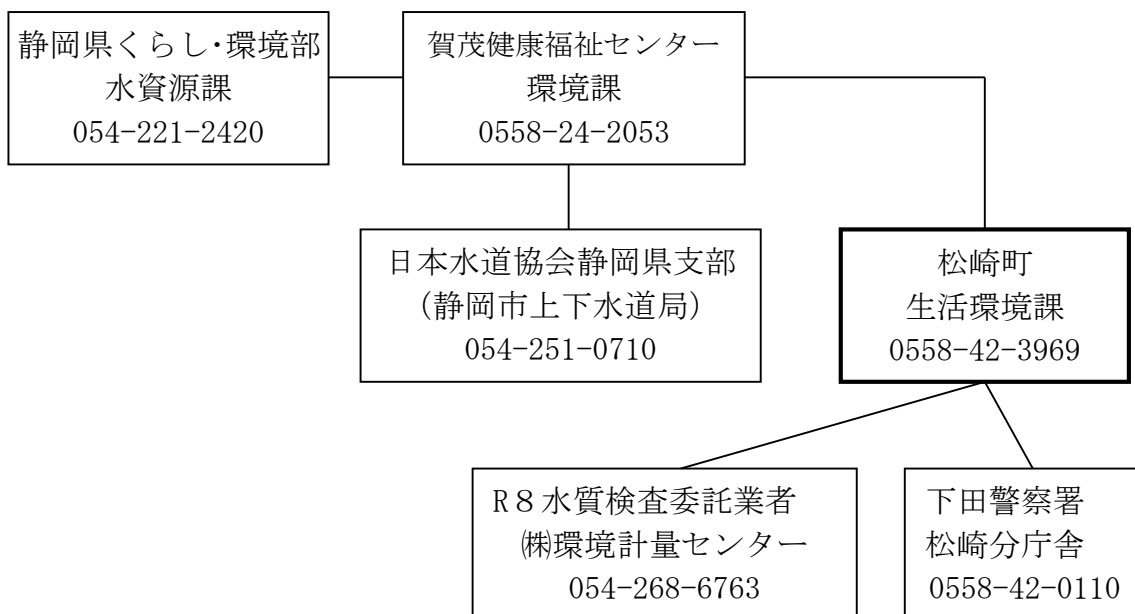 静岡県くらし･環境部
水資源課
054-221-2420
賀茂健康福祉センター
環境課
0558-24-2053
日本水道協会静岡県支部
(静岡市上下水道局)
054-251-0710
松崎町
生活環境課
0558-42-3969
R８水質検査委託業者
㈱環境計量センター
054-268-6763
下田警察署
松崎分庁舎
0558-42-0110